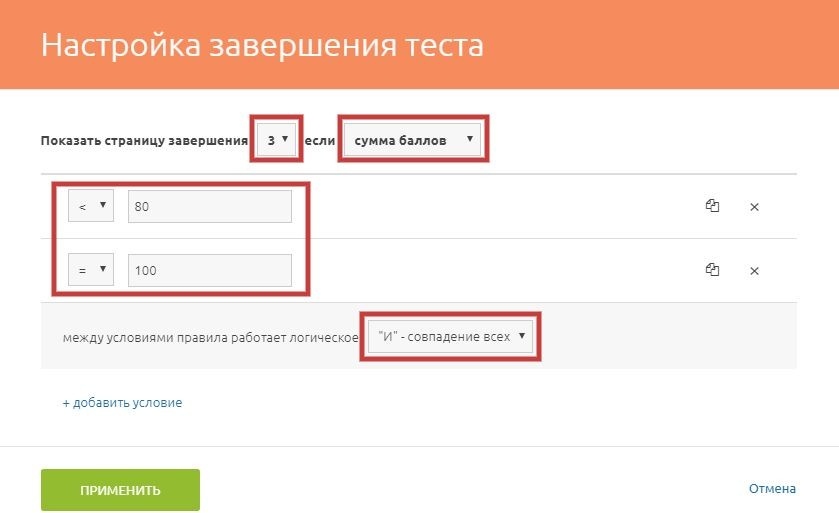 Настройка завершения теста
Показать страницу завершения 3 если сумма баллов
< 80
= 100
между условиями правила работает логическое "И" - совпадение всех
+ добавить условие
ПРИМЕНИТЬ Отмена